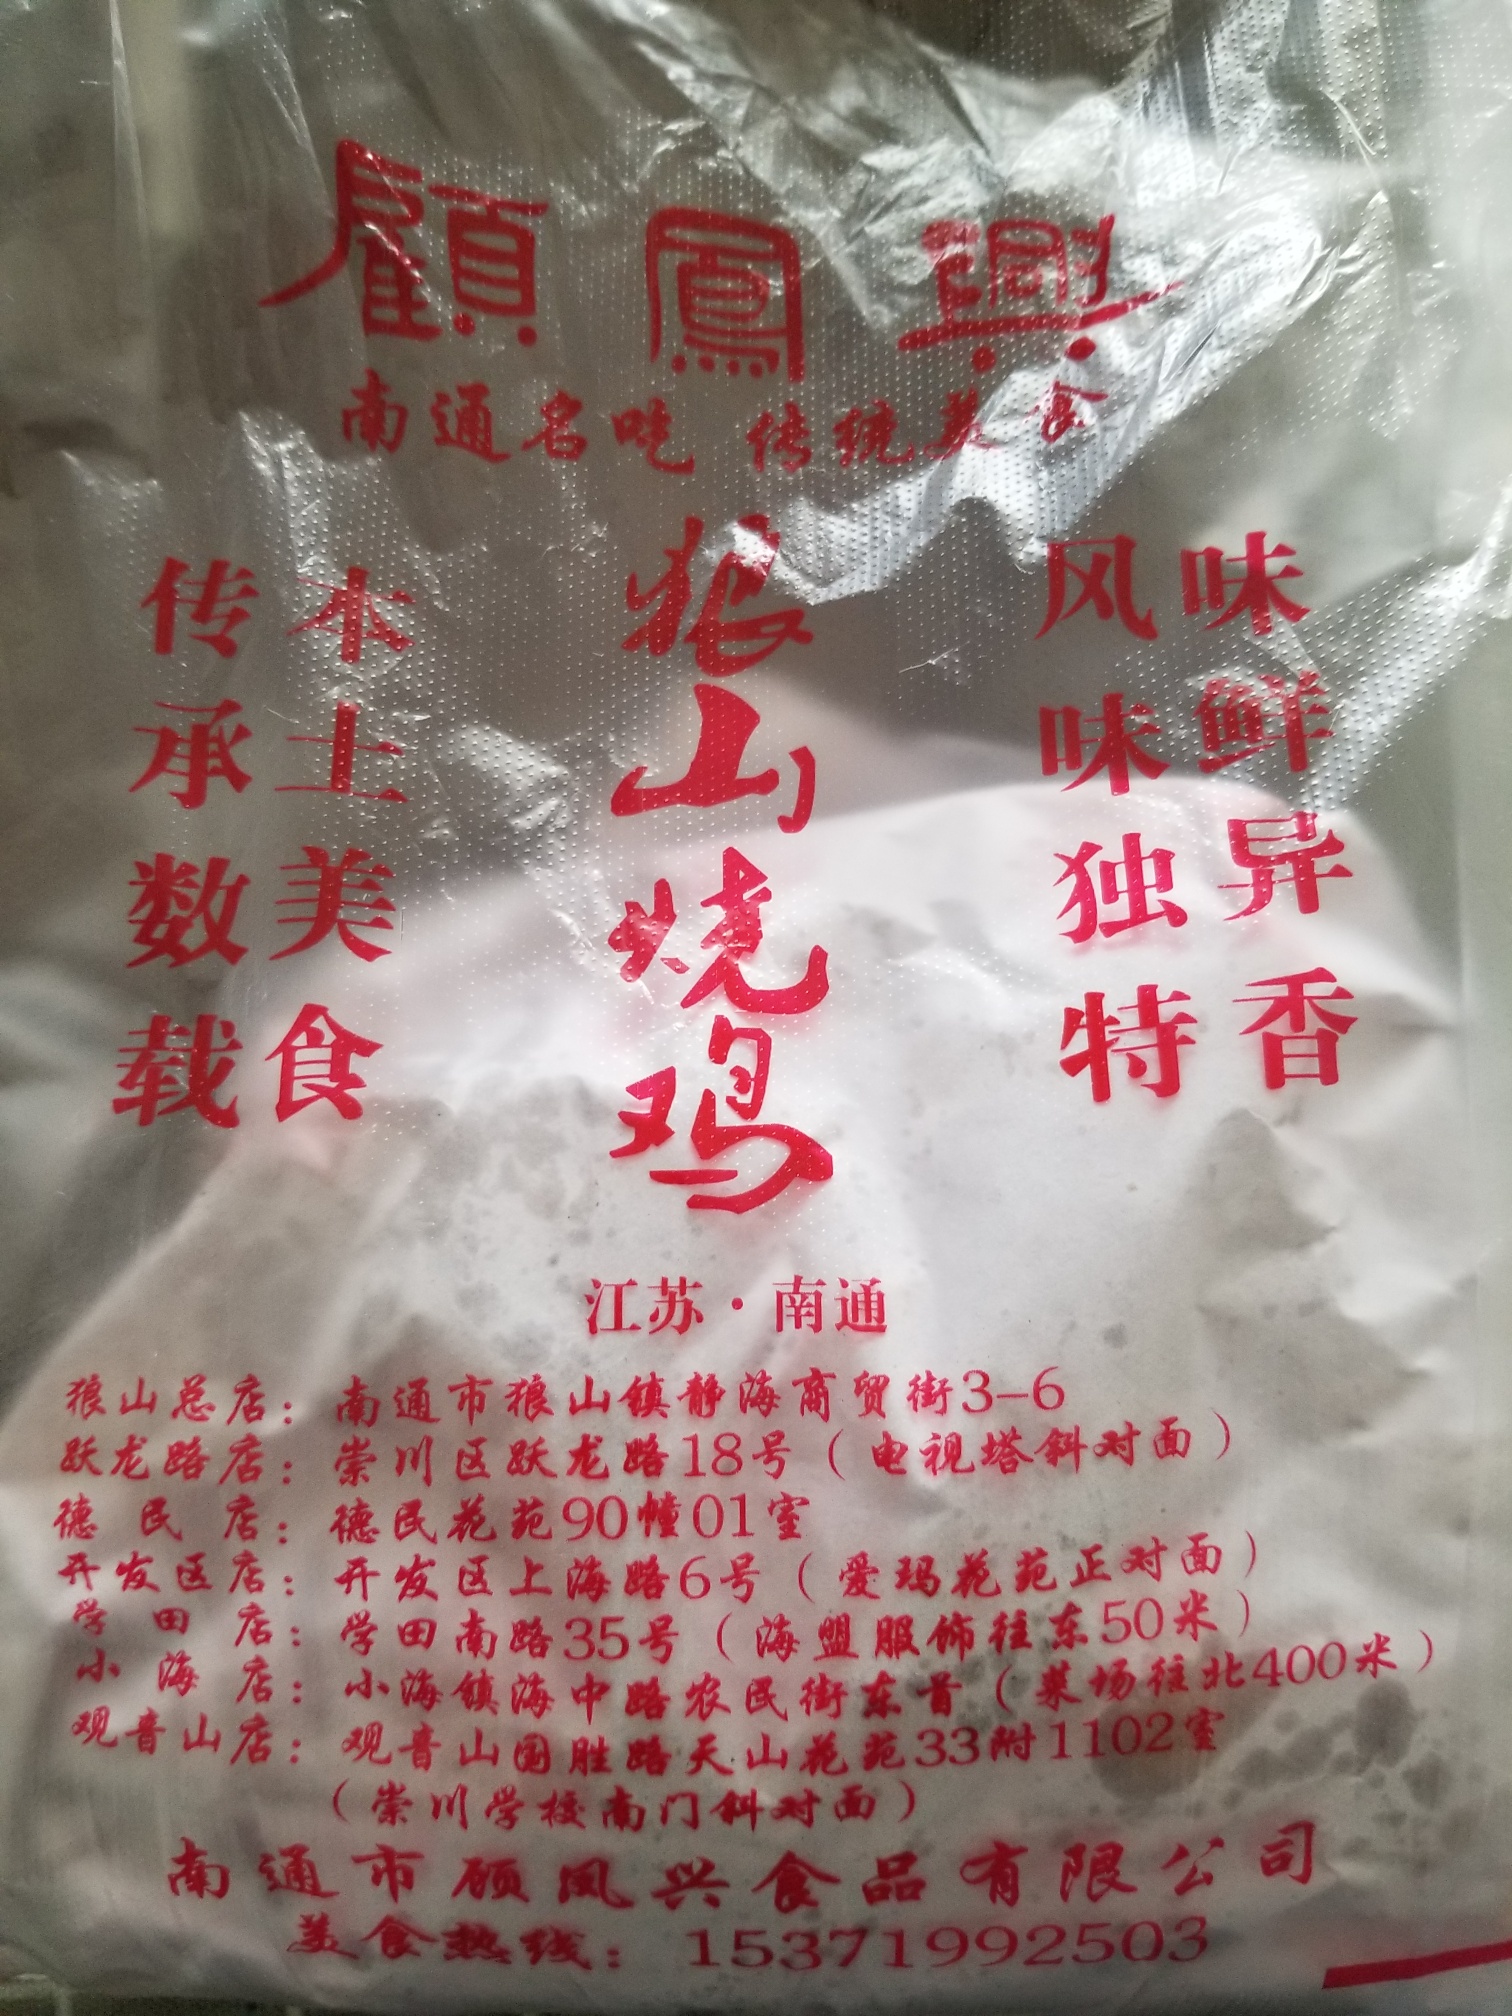 顧鳳興
南通名吃 传统美食
本土美食
传承数载
狼山烧鸡
味鲜异香
风味独特
江苏·南通
狼山总店：南通市狼山镇静海商贸街3-6
跃龙路店：崇川区跃龙路18号（电视塔斜对面）
德民店：德民花苑90幢01室
开发区店：开发区上海路6号（爱玛花苑正对面）
学田店：学田南路35号（海盟服饰往东50米）
小海店：小海镇海中路农民街东首（菜场往北400米）
观音山店：观音山国胜路天山花苑33附1102室
（崇川学校南门斜对面）
南通市顾凤兴食品有限公司
美食热线：15371992503